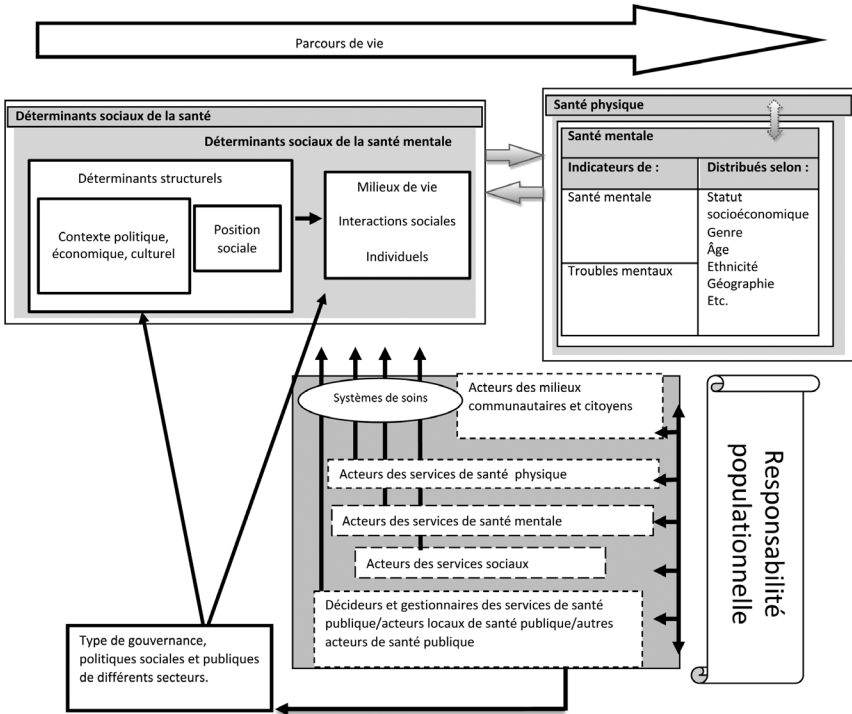 Parcours de vie
Déterminants sociaux de la santé
Déterminants sociaux de la santé mentale
Déterminants structurels
Contexte politique,
économique, culturel
Position
sociale
Milieux de vie
Interactions sociales
Individuels
Santé physique
Santé mentale
Indicateurs de :
Distribués selon :
Santé mentale
Troubles mentaux
Statut
socioéconomique
Genre
Âge
Ethnicité
Géographie
Etc.
Systèmes de soins
Acteurs des milieux
communautaires et citoyens
Acteurs des services de santé physique
Acteurs des services de santé mentale
Acteurs des services sociaux
Décideurs et gestionnaires des services de santé
publique/acteurs locaux de santé publique/autres
acteurs de santé publique
Responsabilité
populationnelle
Type de gouvernance,
politiques sociales et publiques
de différents secteurs.